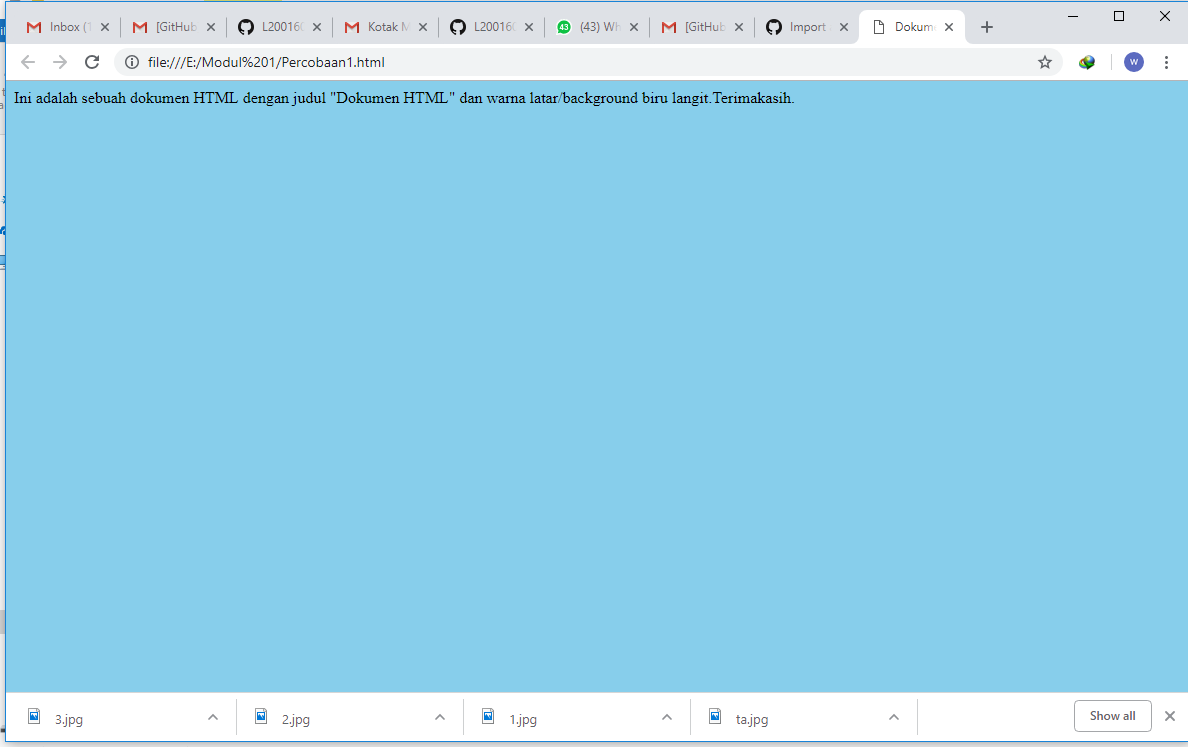 Inbox (1
[GitHub
L20016
Kotak M
L20016
43
(43) Wh
[GitHub
Import
Dokum
file:///E:/Modul%201/Percobaan1.html
W
Ini adalah sebuah dokumen HTML dengan judul "Dokumen HTML" dan warna latar/background biru langit.Terimakasih.
3.jpg
2.jpg
1.jpg
ta.jpg
Show all